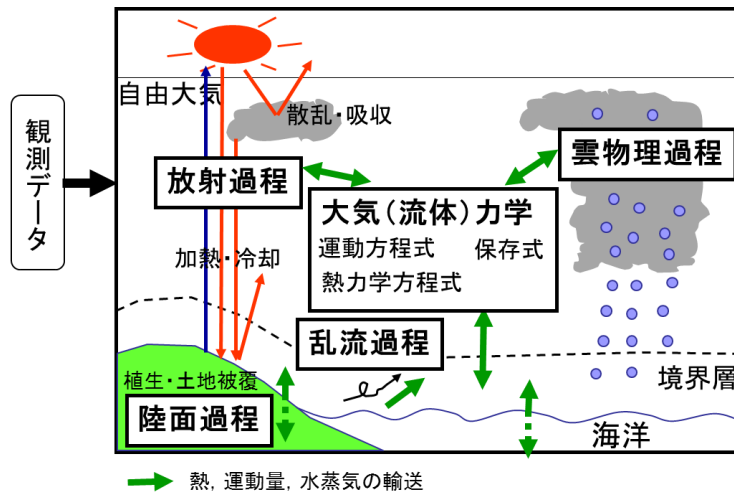 自由大気
観測データ
散乱・吸収
雲物理過程
放射過程
大気(流体)力学
運動方程式 保存式
熱力学方程式
加熱・冷却
乱流過程
境界層
植生・土地被覆
陸面過程
海洋
熱, 運動量, 水蒸気の輸送